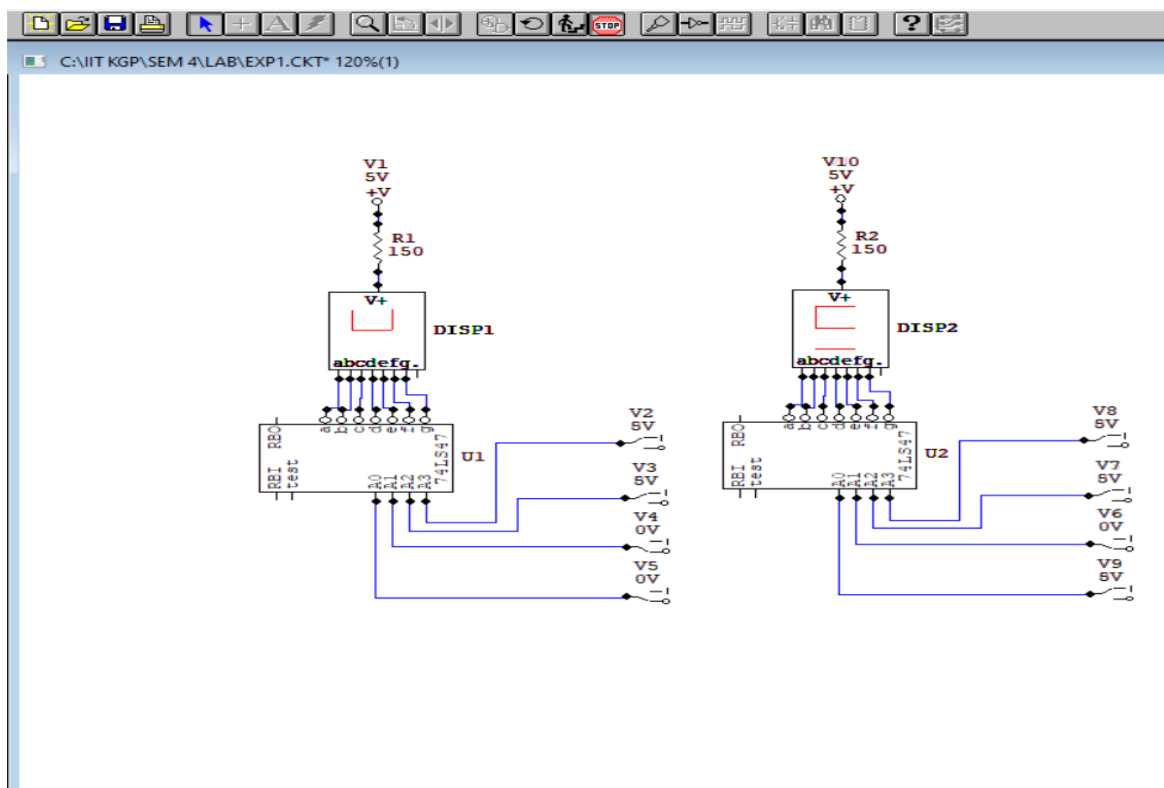 STOP
?
C:\IIT KGP\SEM 4\LAB\EXP1.CKT* 120%(1)
V1
5V
+V
R1
150
V+
DISP1
abcdefg.
a b c d e f g
RBO
RBI
test
A0 A1 A2 A3
74LS47
U1
V2
5V
V3
5V
V4
0V
V5
0V
V10
5V
+V
R2
150
V+
DISP2
abcdefg.
a b c d e f g
RBO
RBI
test
A0 A1 A2 A3
74LS47
U2
V8
5V
V7
5V
V6
0V
V9
5V